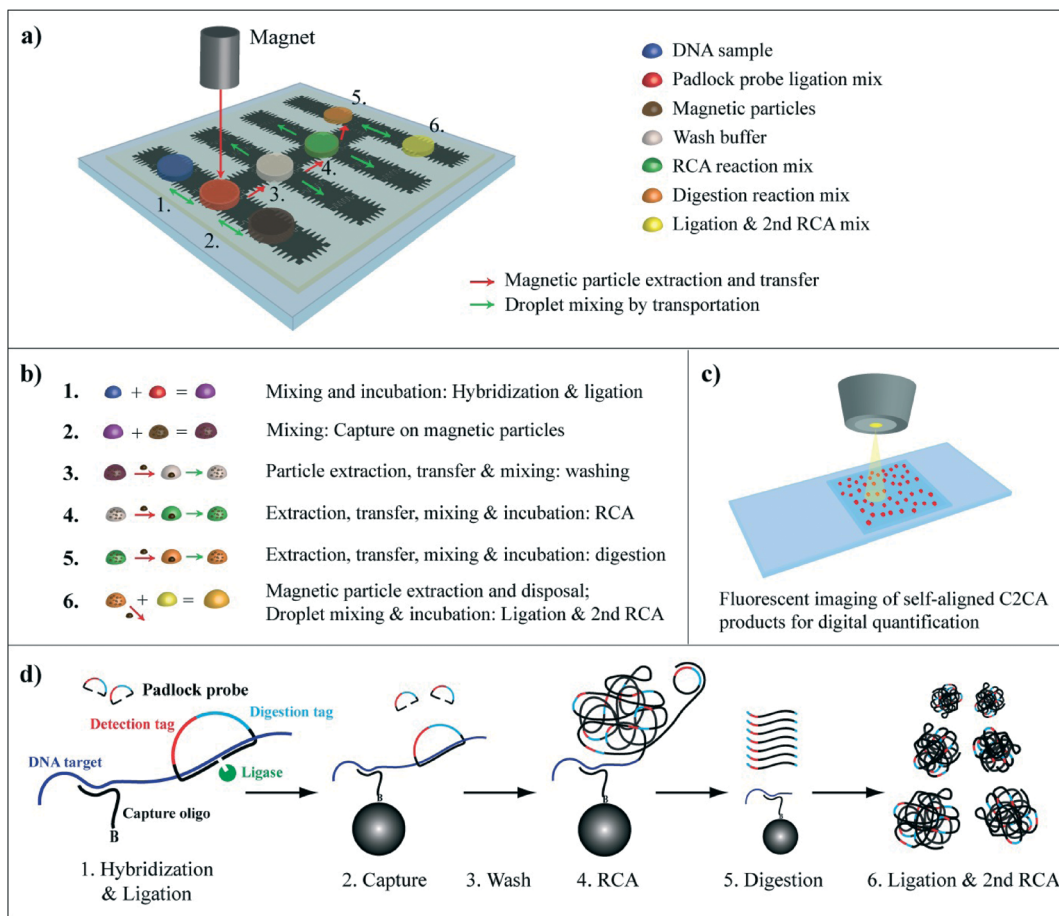 a)
Magnet
1.
2.
3.
4.
5.
6.
DNA sample
Padlock probe ligation mix
Magnetic particles
Wash buffer
RCA reaction mix
Digestion reaction mix
Ligation & 2nd RCA mix
Magnetic particle extraction and transfer
Droplet mixing by transportation
b)
1. + = Mixing and incubation: Hybridization & ligation
2. + = Mixing: Capture on magnetic particles
3. Particle extraction, transfer & mixing: washing
4. Extraction, transfer, mixing & incubation: RCA
5. Extraction, transfer, mixing & incubation: digestion
6. + = Magnetic particle extraction and disposal;
Droplet mixing & incubation: Ligation & 2nd RCA
c)
Fluorescent imaging of self-aligned C2CA
products for digital quantification
d)
Padlock probe
Detection tag
Digestion tag
DNA target
Ligase
Capture oligo
B
B
B
B
1. Hybridization
& Ligation
2. Capture
3. Wash
4. RCA
5. Digestion
6. Ligation & 2nd RCA